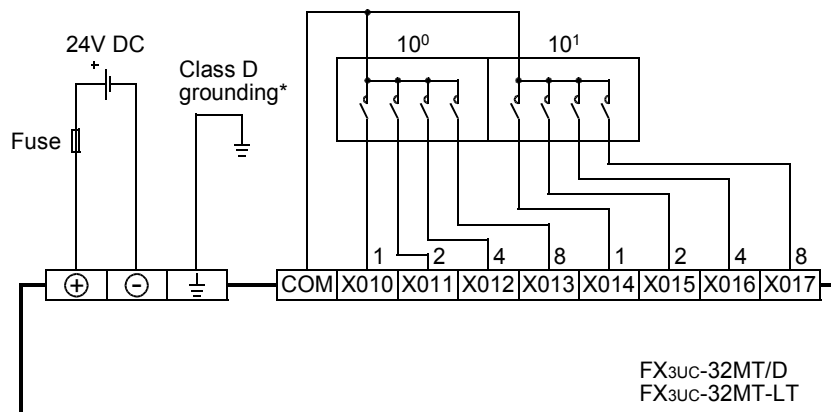 24V DC
+
Fuse
Class D
grounding*
10⁰ 10¹
1 2 4 8 1 2 4 8
+ - COM X010 X011 X012 X013 X014 X015 X016 X017
FX3UC-32MT/D
FX3UC-32MT-LT